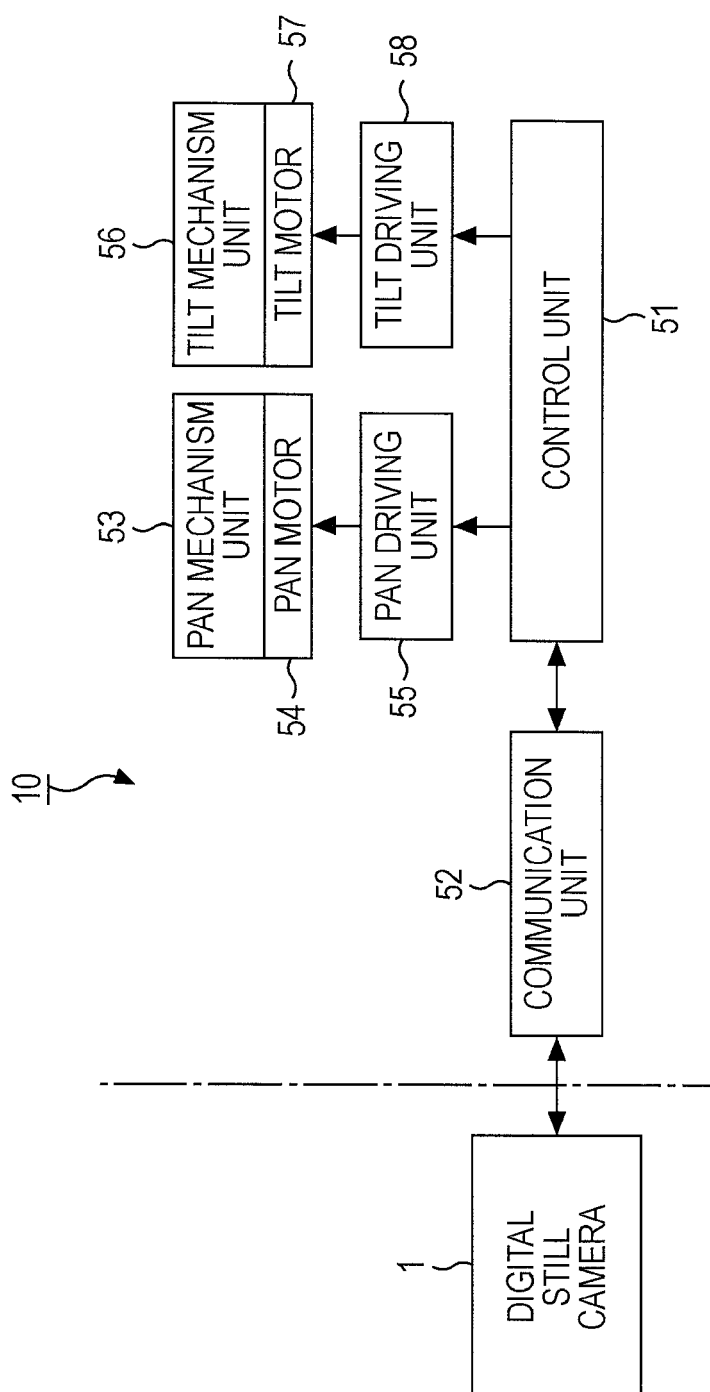 10
53
PAN MECHANISM
UNIT
54
PAN MOTOR
56
TILT MECHANISM
UNIT
TILT MOTOR
57
55
PAN DRIVING
UNIT
TILT DRIVING
UNIT
58
1
DIGITAL
STILL
CAMERA
52
COMMUNICATION
UNIT
CONTROL UNIT
51